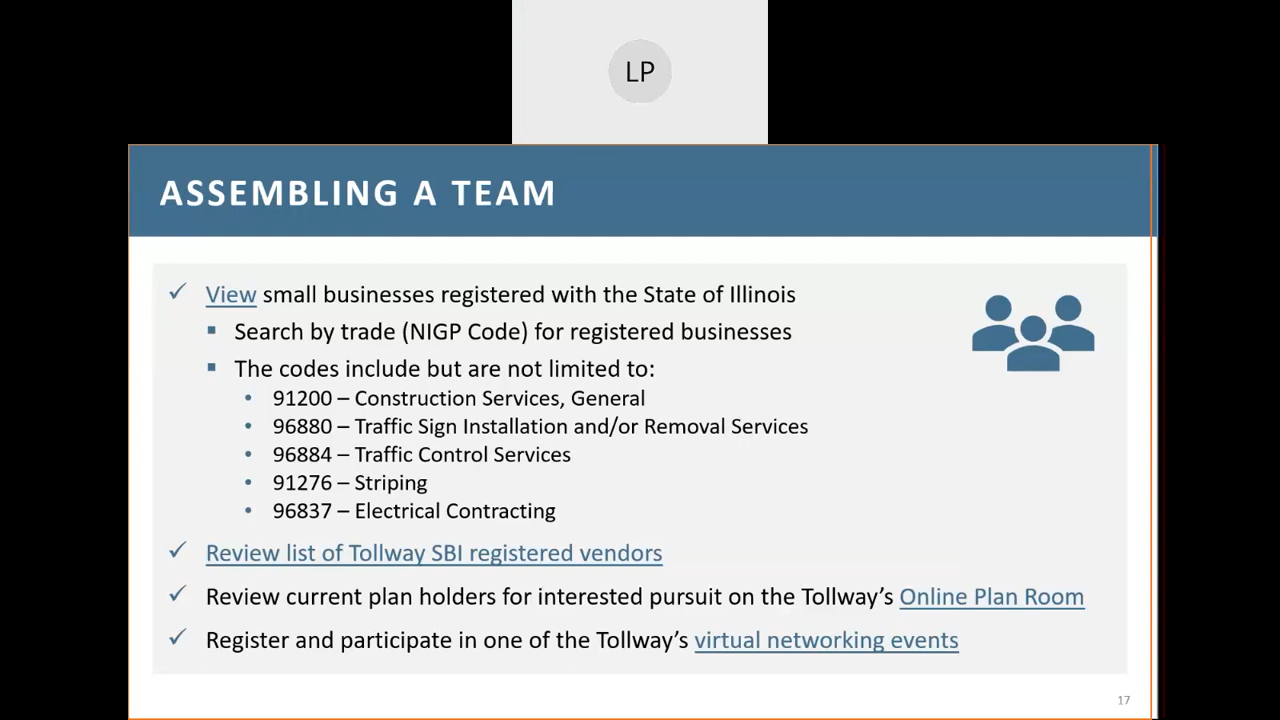 LP
ASSEMBLING A TEAM
✓ View small businesses registered with the State of Illinois
▪ Search by trade (NIGP Code) for registered businesses
▪ The codes include but are not limited to:
• 91200 – Construction Services, General
• 96880 – Traffic Sign Installation and/or Removal Services
• 96884 – Traffic Control Services
• 91276 – Striping
• 96837 – Electrical Contracting
✓ Review list of Tollway SBI registered vendors
✓ Review current plan holders for interested pursuit on the Tollway’s Online Plan Room
✓ Register and participate in one of the Tollway’s virtual networking events
17